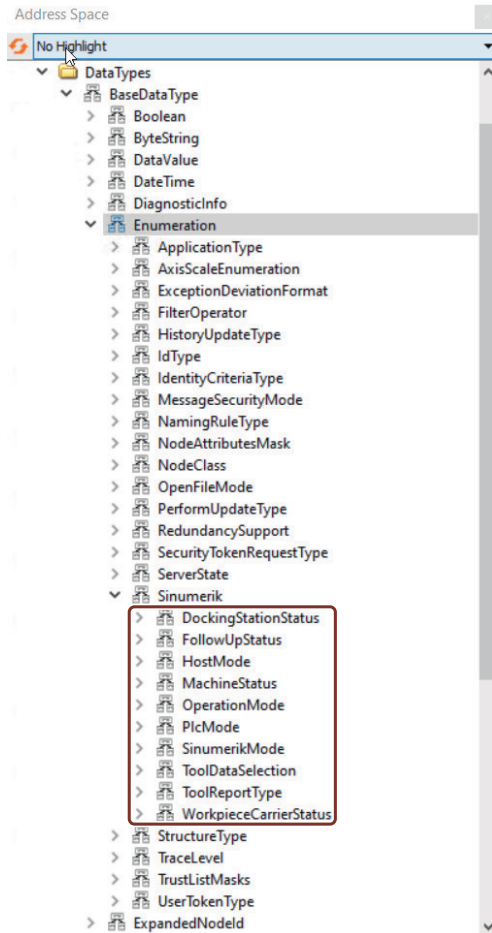 Address Space
No Highlight
DataTypes
BaseDataType
Boolean
ByteString
DataValue
DateTime
DiagnosticInfo
Enumeration
ApplicationType
AxisScaleEnumeration
ExceptionDeviationFormat
FilterOperator
HistoryUpdateType
IdType
IdentityCriteriaType
MessageSecurityMode
NamingRuleType
NodeAttributesMask
NodeClass
OpenFileMode
PerformUpdateType
RedundancySupport
SecurityTokenRequestType
ServerState
Sinumerik
DockingStationStatus
FollowUpStatus
HostMode
MachineStatus
OperationMode
PlcMode
SinumerikMode
ToolDataSelection
ToolReportType
WorkpieceCarrierStatus
StructureType
TraceLevel
TrustListMasks
UserTokenType
ExpandedNodeId